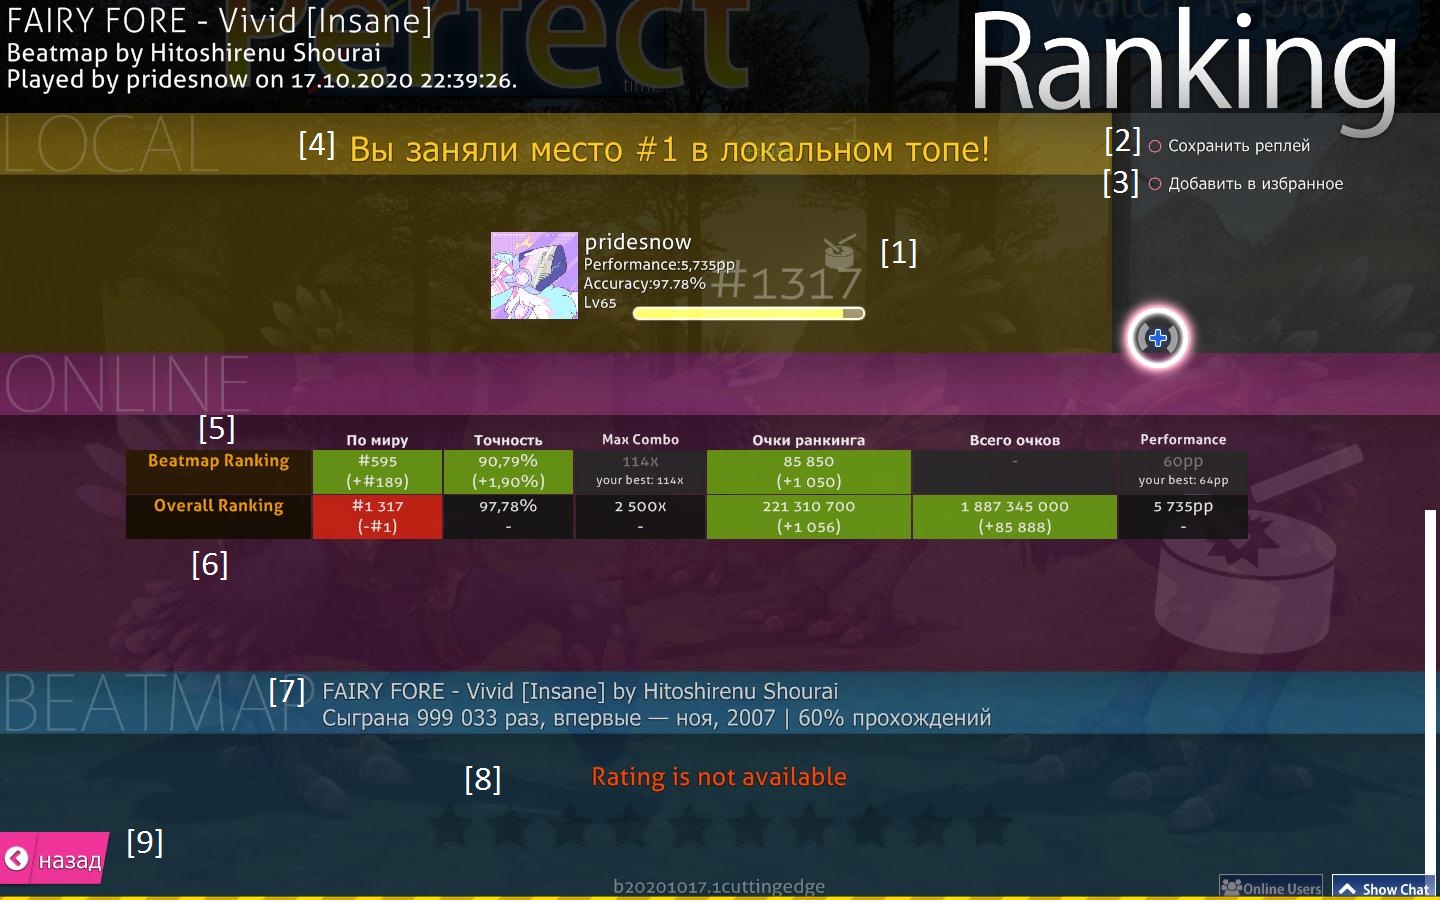 FAIRY FORE - Vivid [Insane]
Beatmap by Hitoshirenu Shourai
Played by pridesnow on 17.10.2020 22:39:26.
Perfect
Watch Replay
time
Ranking
LOCAL
[4] Вы заняли место #1 в локальном топе!
[2] Сохранить реплей
[3] Добавить в избранное
pridesnow
Performance:5,735pp
Accuracy:97.78%
Lv65
#1317
[1]
ONLINE
[5]
По миру Точность Max Combo Очки ранкинга Всего очков Performance
Beatmap Ranking #595 90,79% 114x 85 850 - 60pp
(+#189) (+1,90%) your best: 114x (+1 050) your best: 64pp
Overall Ranking #1 317 97,78% 2 500x 221 310 700 1 887 345 000 5 735pp
(-#1) - - (+1 056) (+85 888) -
[6]
BEATMAP
[7] FAIRY FORE - Vivid [Insane] by Hitoshirenu Shourai
Сыграна 999 033 раз, впервые — ноя, 2007 | 60% прохождений
[8] Rating is not available
назад [9]
b20201017.1cuttingedge
Online Users Show Chat